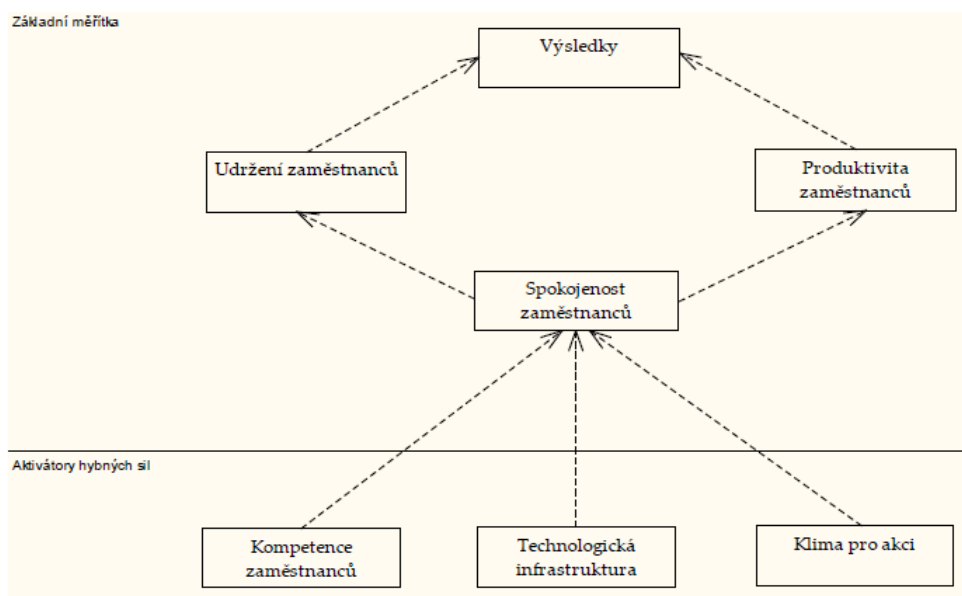 Základní měřítka
Výsledky
Udržení zaměstnanců
Produktivita
zaměstnanců
Spokojenost
zaměstnanců
Aktivátory hybných sil
Kompetence
zaměstnanců
Technologická
infrastruktura
Klima pro akci